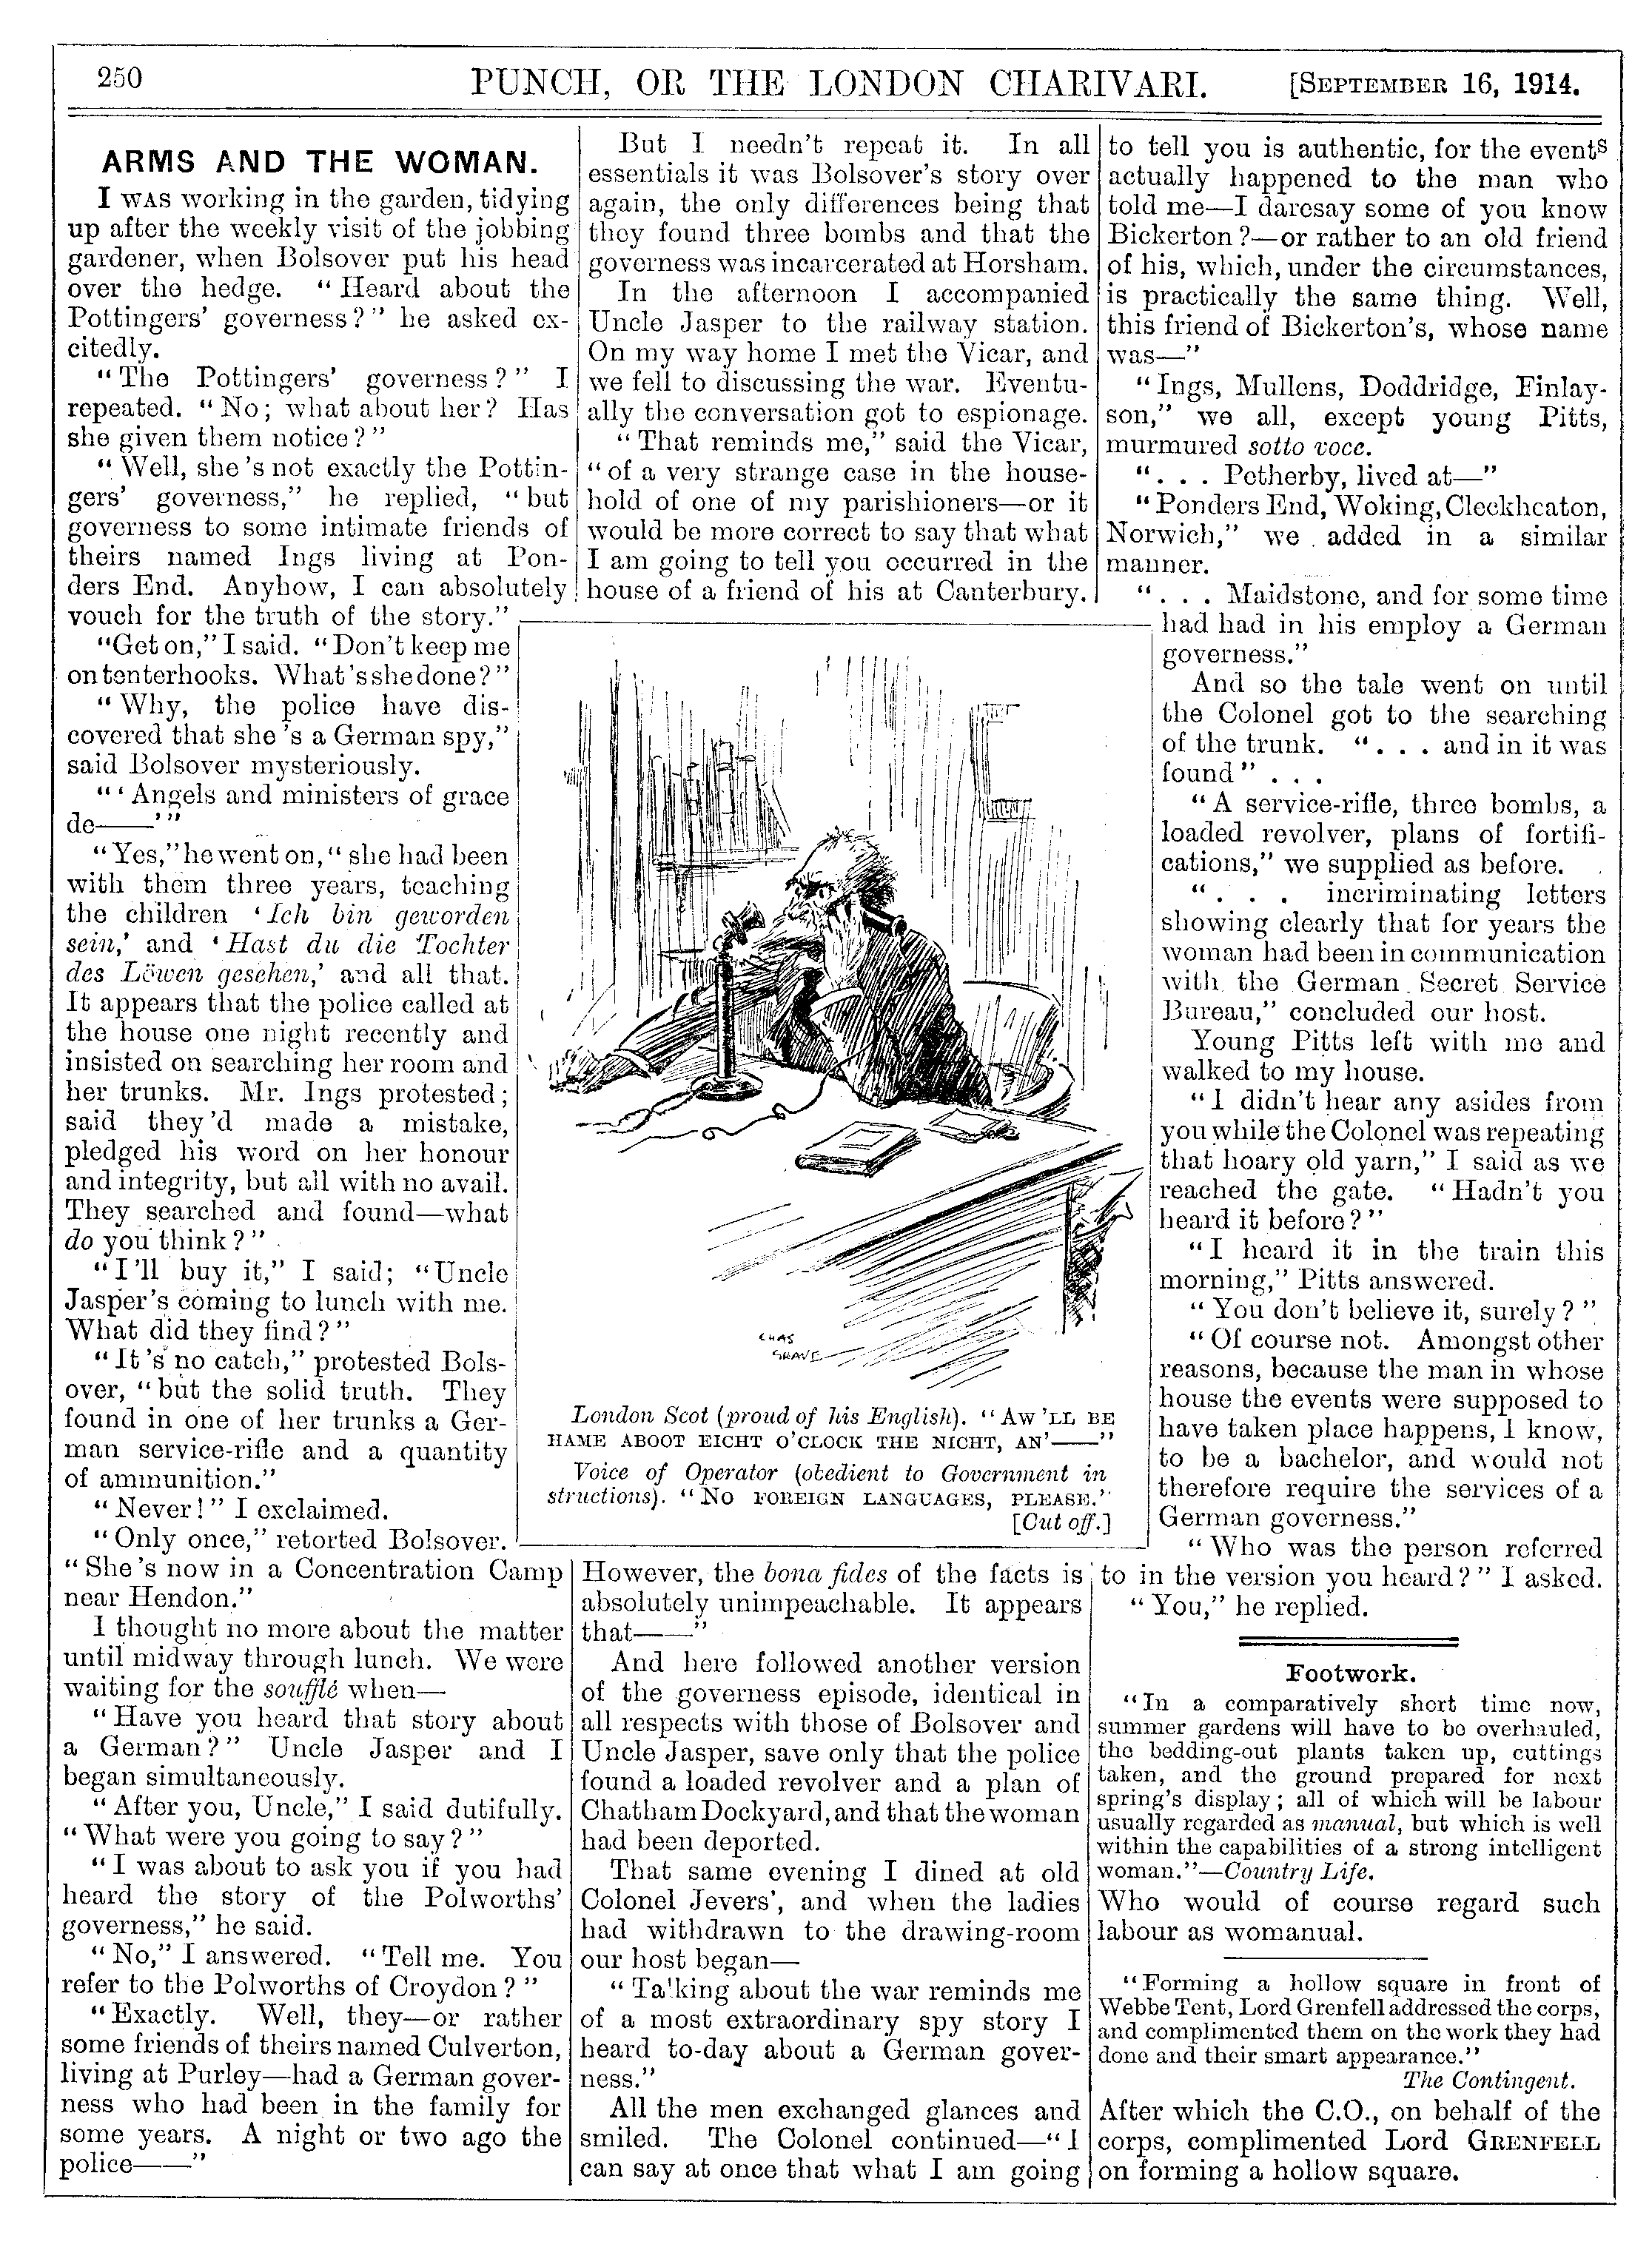 250
PUNCH, OR THE LONDON CHARIVARI.
[SEPTEMBER 16, 1914.
ARMS AND THE WOMAN.
I WAS working in the garden, tidying
up after the weekly visit of the jobbing
gardener, when Bolsover put his head
over the hedge. "Heard about the
Pottingers' governess?" he asked ex-
citedly.
"The Pottingers' governess?" I
repeated. "No; what about her? Has
she given them notice?"
"Well, she's not exactly the Pottin-
gers' governess," he replied, "but
governess to some intimate friends of
theirs named Ings living at Pon-
ders End. Anyhow, I can absolutely
vouch for the truth of the story."
"Get on," I said. "Don't keep me
on tenterhooks. What's she done?"
"Why, the police have dis-
covered that she's a German spy,"
said Bolsover mysteriously.
"'Angels and ministers of grace
de——'"
"Yes," he went on, "she had been
with them three years, teaching
the children 'Ich bin geworden
sein,' and 'Hast du die Tochter
des Löwen gesehen,' and all that.
It appears that the police called at
the house one night recently and
insisted on searching her room and
her trunks. Mr. Ings protested;
said they'd made a mistake,
pledged his word on her honour
and integrity, but all with no avail.
They searched and found—what
do you think?"
"I'll buy it," I said; "Uncle
Jasper's coming to lunch with me.
What did they find?"
"It's no catch," protested Bols-
over, "but the solid truth. They
found in one of her trunks a Ger-
man service-rifle and a quantity
of ammunition."
"Never!" I exclaimed.
"Only once," retorted Bolsover.
"She's now in a Concentration Camp
near Hendon."
I thought no more about the matter
until midway through lunch. We were
waiting for the soufflé when—
"Have you heard that story about
a German?" Uncle Jasper and I
began simultaneously.
"After you, Uncle," I said dutifully.
"What were you going to say?"
"I was about to ask you if you had
heard the story of the Polworths'
governess," he said.
"No," I answered. "Tell me. You
refer to the Polworths of Croydon?"
"Exactly. Well, they—or rather
some friends of theirs named Culverton,
living at Purley—had a German gover-
ness who had been in the family for
some years. A night or two ago the
police——"
But I needn't repeat it. In all
essentials it was Bolsover's story over
again, the only differences being that
they found three bombs and that the
governess was incarcerated at Horsham.
In the afternoon I accompanied
Uncle Jasper to the railway station.
On my way home I met the Vicar, and
we fell to discussing the war. Eventu-
ally the conversation got to espionage.
"That reminds me," said the Vicar,
"of a very strange case in the house-
hold of one of my parishioners—or it
would be more correct to say that what
I am going to tell you occurred in the
house of a friend of his at Canterbury.
CHAS
GRAVE
London Scot (proud of his English). "AW'LL BE
HAME ABOOT EICHT O'CLOCK THE NICHT, AN'——"
Voice of Operator (obedient to Government in
structions). "NO FOREIGN LANGUAGES, PLEASE."
[Cut off.]
However, the bona fides of the facts is
absolutely unimpeachable. It appears
that——"
And here followed another version
of the governess episode, identical in
all respects with those of Bolsover and
Uncle Jasper, save only that the police
found a loaded revolver and a plan of
Chatham Dockyard, and that the woman
had been deported.
That same evening I dined at old
Colonel Jevers', and when the ladies
had withdrawn to the drawing-room
our host began—
"Talking about the war reminds me
of a most extraordinary spy story I
heard to-day about a German gover-
ness."
All the men exchanged glances and
smiled. The Colonel continued—"I
can say at once that what I am going
to tell you is authentic, for the events
actually happened to the man who
told me—I daresay some of you know
Bickerton?—or rather to an old friend
of his, which, under the circumstances,
is practically the same thing. Well,
this friend of Bickerton's, whose name
was—"
"Ings, Mullens, Doddridge, Finlay-
son," we all, except young Pitts,
murmured sotto voce.
". . . Potherby, lived at—"
"Ponders End, Woking, Cleckheaton,
Norwich," we added in a similar
manner.
". . . Maidstone, and for some time
had had in his employ a German
governess."
And so the tale went on until
the Colonel got to the searching
of the trunk. ". . . and in it was
found" . . .
"A service-rifle, three bombs, a
loaded revolver, plans of fortifi-
cations," we supplied as before.
". . . incriminating letters
showing clearly that for years the
woman had been in communication
with the German Secret Service
Bureau," concluded our host.
Young Pitts left with me and
walked to my house.
"I didn't hear any asides from
you while the Colonel was repeating
that hoary old yarn," I said as we
reached the gate. "Hadn't you
heard it before?"
"I heard it in the train this
morning," Pitts answered.
"You don't believe it, surely?"
"Of course not. Amongst other
reasons, because the man in whose
house the events were supposed to
have taken place happens, I know,
to be a bachelor, and would not
therefore require the services of a
German governess."
"Who was the person referred
to in the version you heard?" I asked.
"You," he replied.
Footwork.
"In a comparatively short time now,
summer gardens will have to be overhauled,
the bedding-out plants taken up, cuttings
taken, and the ground prepared for next
spring's display; all of which will be labour
usually regarded as manual, but which is well
within the capabilities of a strong intelligent
woman."—Country Life.
Who would of course regard such
labour as womanual.
"Forming a hollow square in front of
Webbe Tent, Lord Grenfell addressed the corps,
and complimented them on the work they had
done and their smart appearance."
The Contingent.
After which the C.O., on behalf of the
corps, complimented Lord GRENFELL
on forming a hollow square.